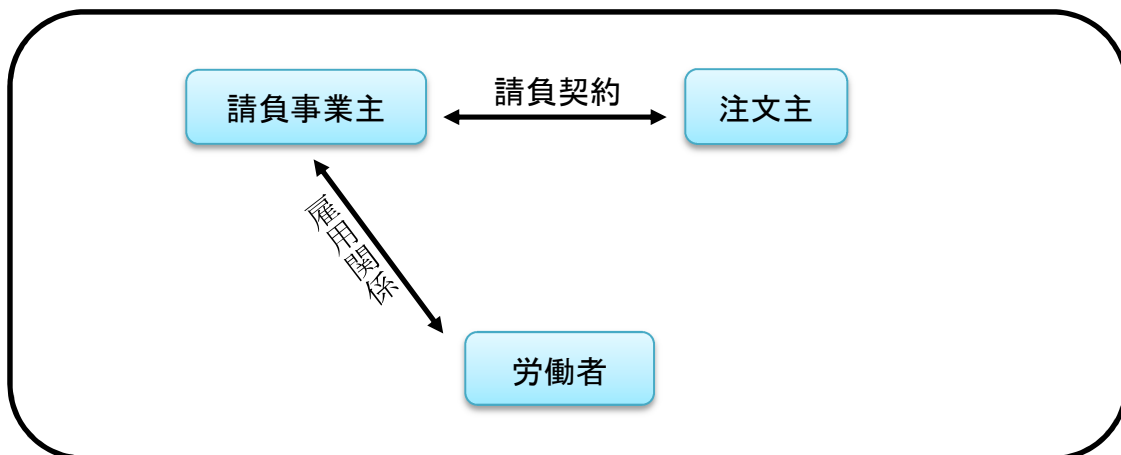 請負事業主
請負契約
注文主
雇用関係
労働者